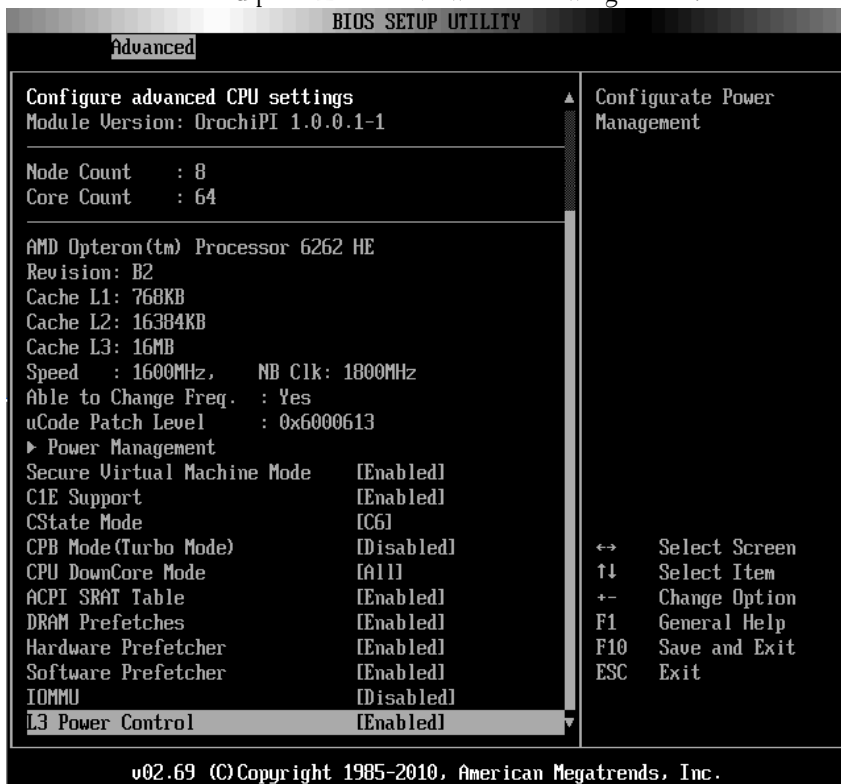 BIOS SETUP UTILITY
Advanced
Configure advanced CPU settings
Module Version: OrochiPI 1.0.0.1-1
Node Count : 8
Core Count : 64
AMD Opteron(tm) Processor 6262 HE
Revision: B2
Cache L1: 768KB
Cache L2: 16384KB
Cache L3: 16MB
Speed : 1600MHz, NB Clk: 1800MHz
Able to Change Freq. : Yes
uCode Patch Level : 0x6000613
▶ Power Management
Secure Virtual Machine Mode [Enabled]
C1E Support [Enabled]
CState Mode [C6]
CPB Mode(Turbo Mode) [Disabled]
CPU DownCore Mode [All]
ACPI SRAT Table [Enabled]
DRAM Prefetches [Enabled]
Hardware Prefetcher [Enabled]
Software Prefetcher [Enabled]
IOMMU [Disabled]
L3 Power Control [Enabled]
Configurate Power
Management
↔ Select Screen
↑↓ Select Item
+- Change Option
F1 General Help
F10 Save and Exit
ESC Exit
v02.69 (C)Copyright 1985-2010, American Megatrends, Inc.